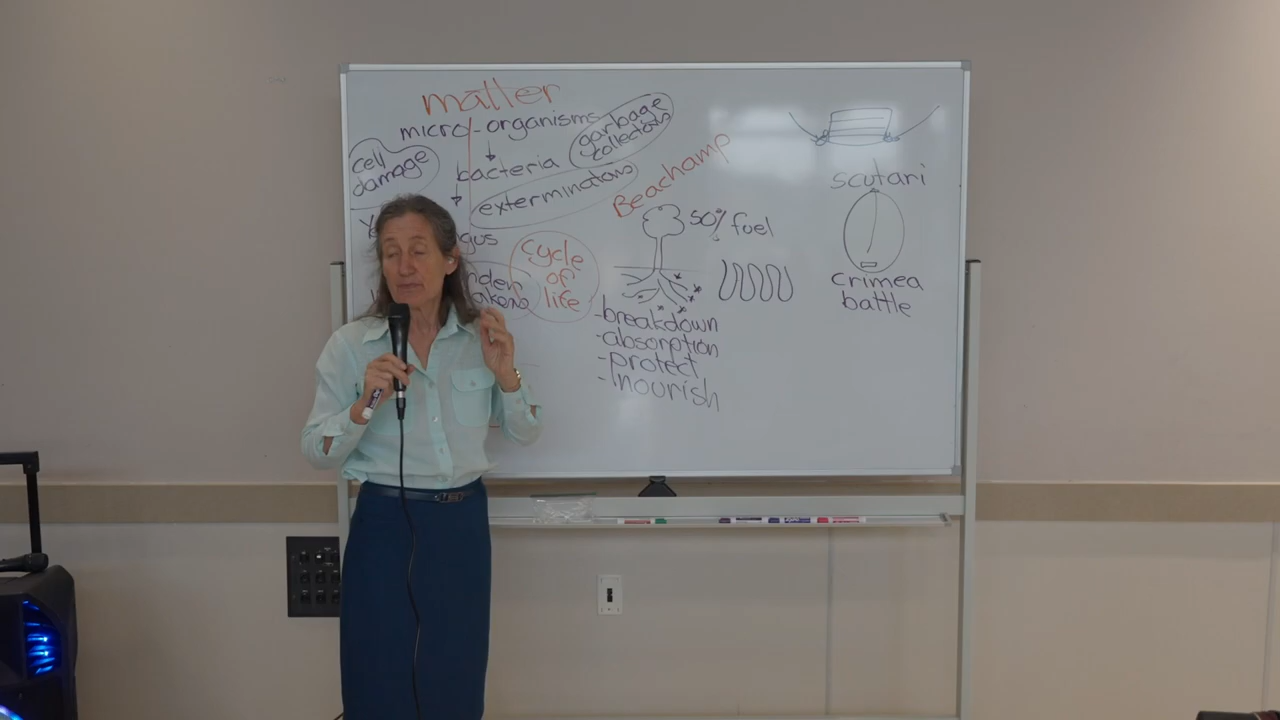 matter
micro-organisms
garbage
collectors
cell
damage
bacteria
exterminators
Beachamp
50% fuel
cycle
of
life
-breakdown
-absorption
-protect
-nourish
scutari
crimea
battle